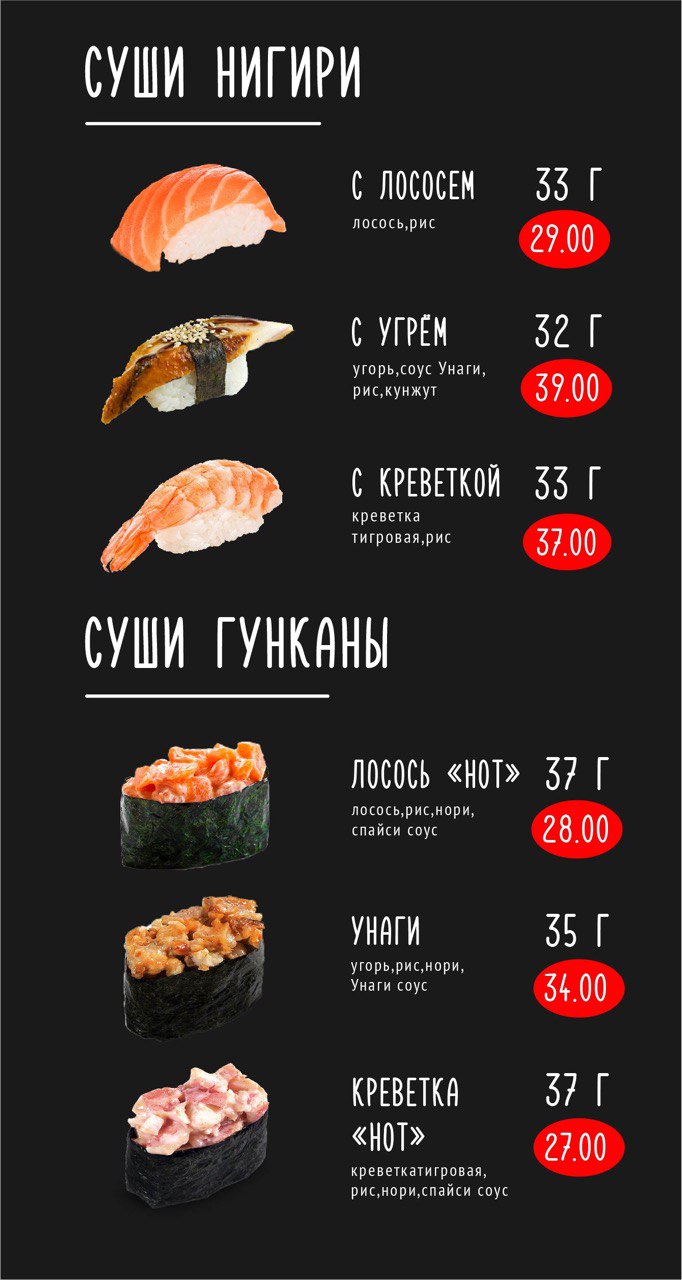 СУШИ НИГИРИ
С ЛОСОСЕМ 33 Г
лосось,рис
29.00
С УГРЁМ 32 Г
угорь,соус Унаги,
рис,кунжут
39.00
С КРЕВЕТКОЙ 33 Г
креветка
тигровая,рис
37.00
СУШИ ГУНКАНЫ
ЛОСОСЬ «HOT» 37 Г
лосось,рис,нори,
спайси соус
28.00
УНАГИ 35 Г
угорь,рис,нори,
Унаги соус
34.00
КРЕВЕТКА 37 Г
«HOT»
27.00
креветкатигровая,
рис,нори,спайси соус